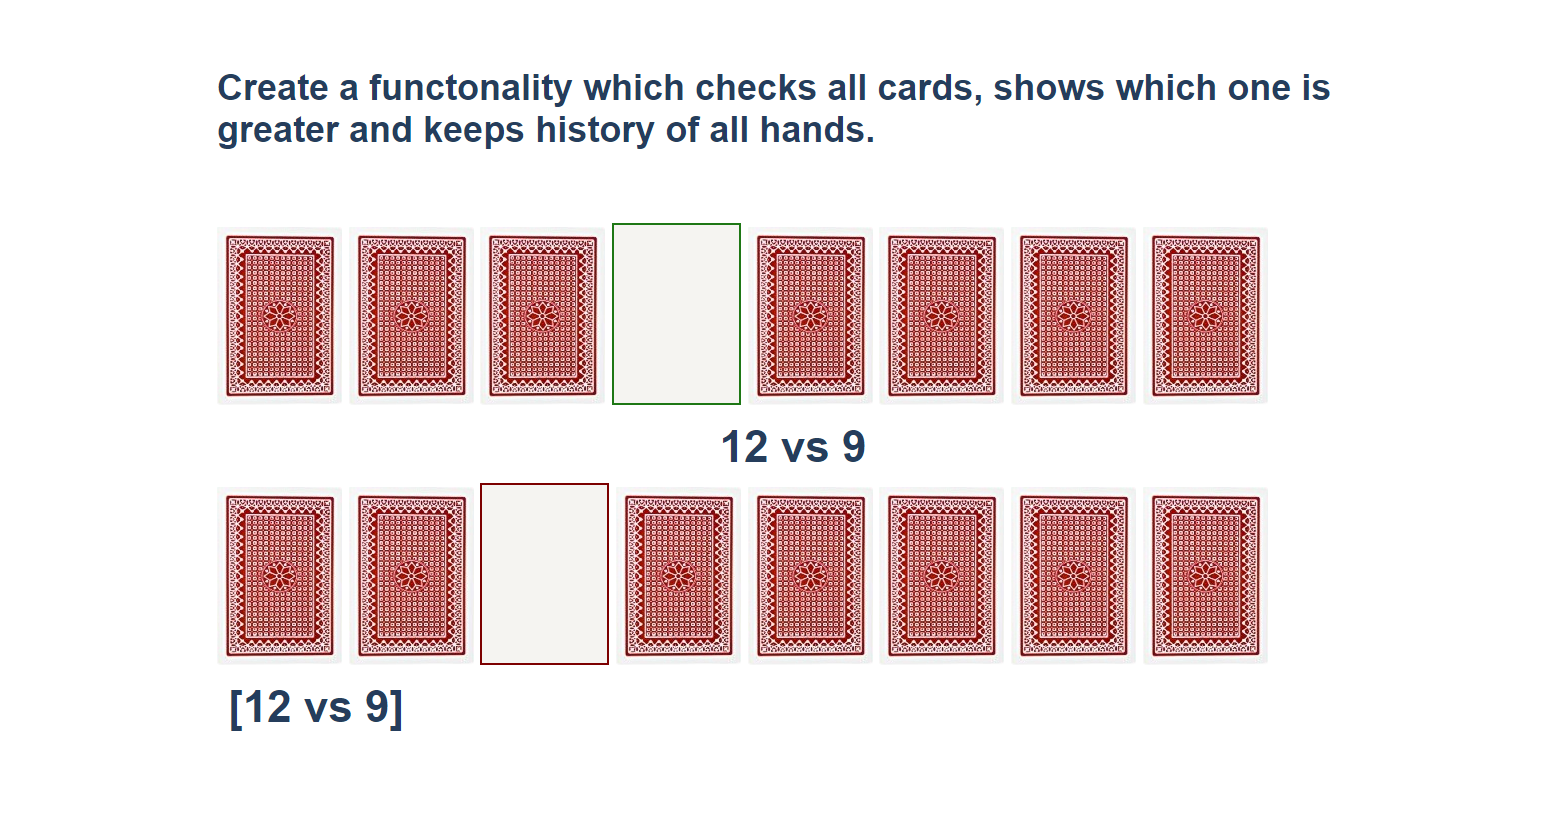 Create a functonality which checks all cards, shows which one is
greater and keeps history of all hands.
12 vs 9
[12 vs 9]